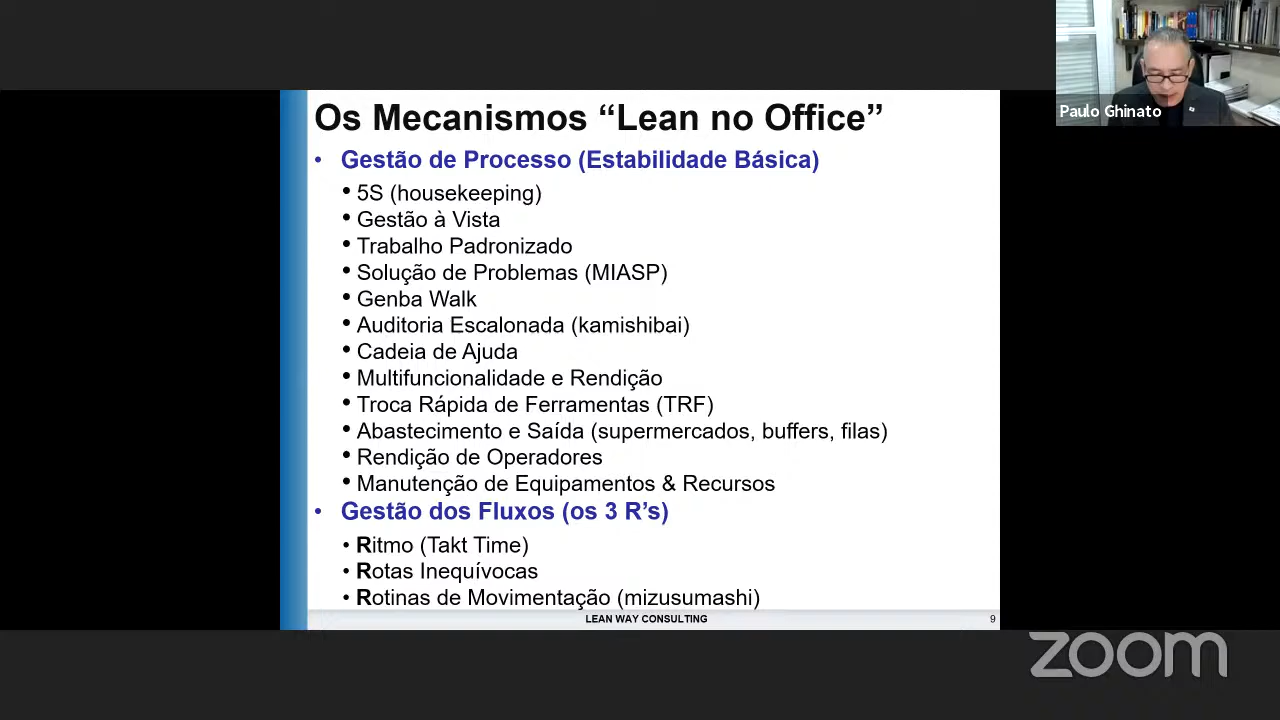 Os Mecanismos “Lean no Office”
• Gestão de Processo (Estabilidade Básica)
• 5S (housekeeping)
• Gestão à Vista
• Trabalho Padronizado
• Solução de Problemas (MIASP)
• Genba Walk
• Auditoria Escalonada (kamishibai)
• Cadeia de Ajuda
• Multifuncionalidade e Rendição
• Troca Rápida de Ferramentas (TRF)
• Abastecimento e Saída (supermercados, buffers, filas)
• Rendição de Operadores
• Manutenção de Equipamentos & Recursos
• Gestão dos Fluxos (os 3 R’s)
• Ritmo (Takt Time)
• Rotas Inequívocas
• Rotinas de Movimentação (mizusumashi)
LEAN WAY CONSULTING
9
Paulo Ghinato
zoom